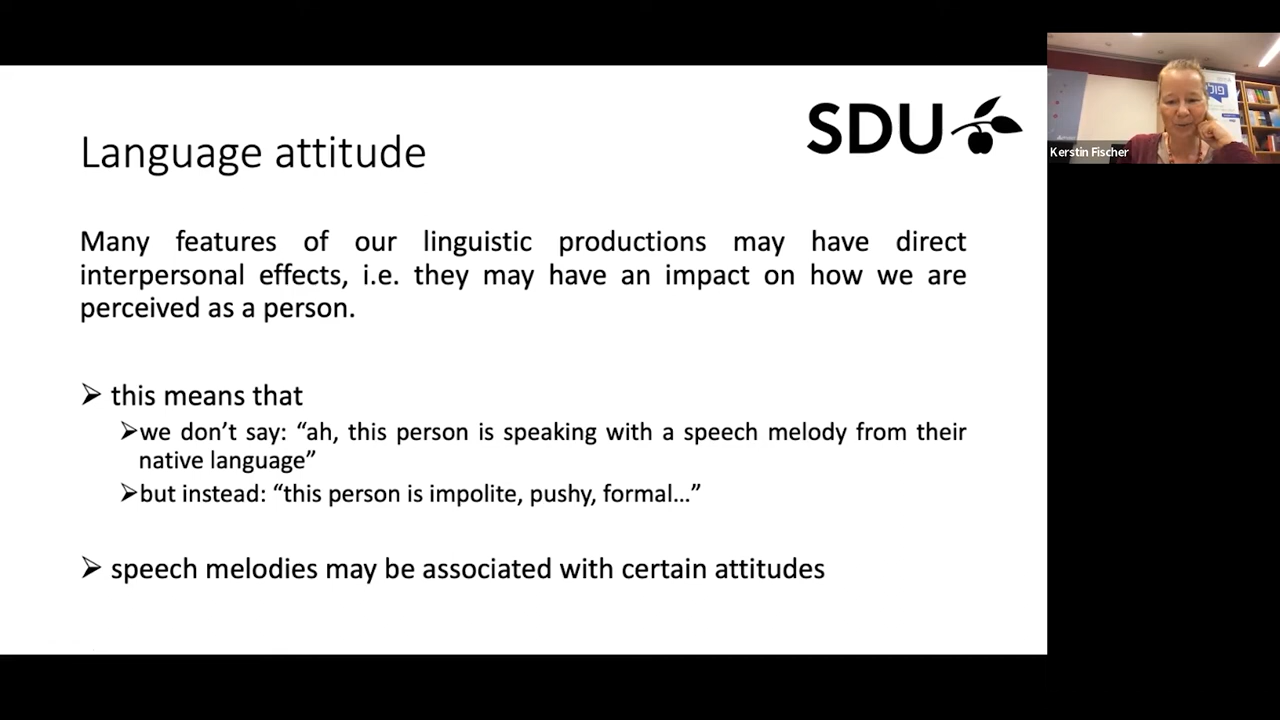 Language attitude
SDU
Many features of our linguistic productions may have direct
interpersonal effects, i.e. they may have an impact on how we are
perceived as a person.
➢ this means that
➢we don’t say: “ah, this person is speaking with a speech melody from their
native language”
➢but instead: “this person is impolite, pushy, formal…”
➢ speech melodies may be associated with certain attitudes
Kerstin Fischer